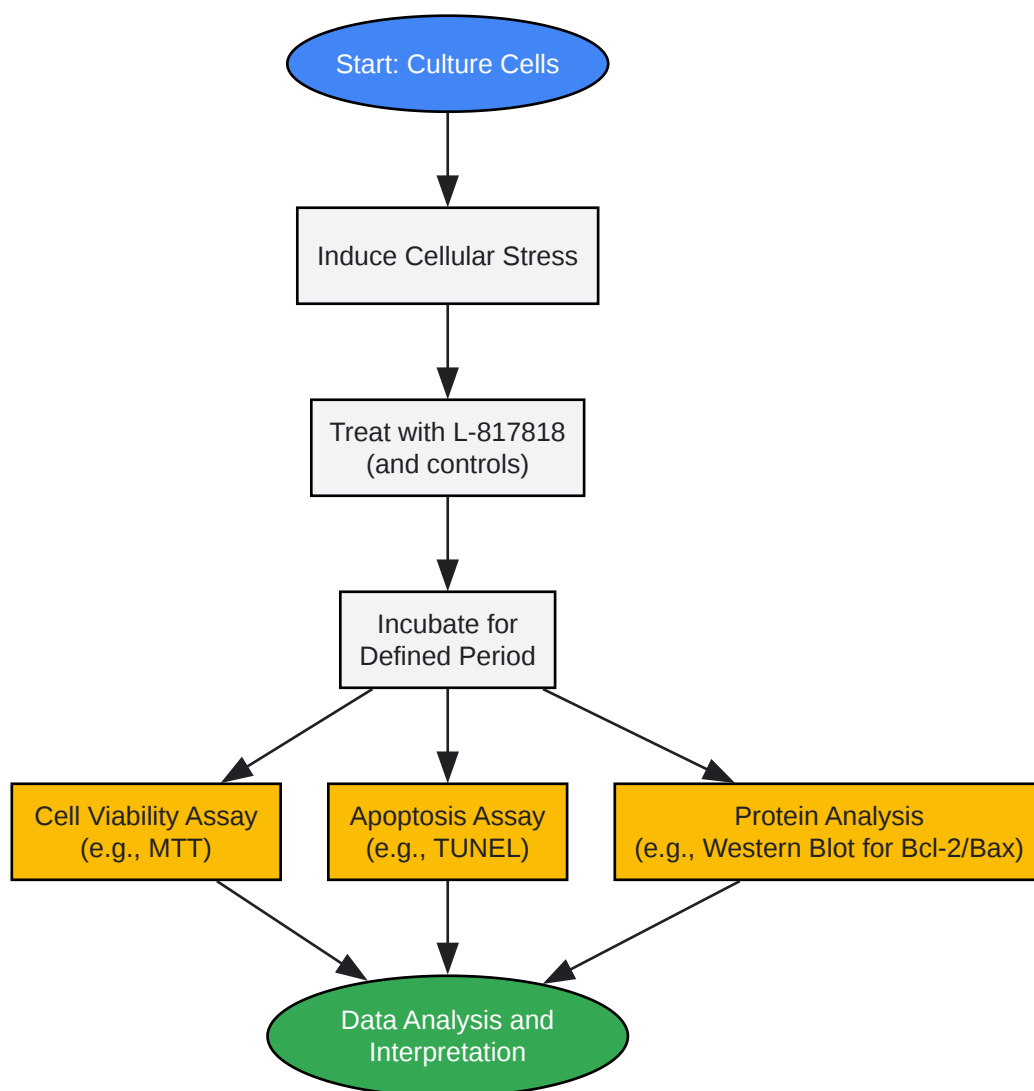 Start: Culture Cells
Induce Cellular Stress
Treat with L-817818
(and controls)
Incubate for
Defined Period
Cell Viability Assay
(e.g., MTT)
Apoptosis Assay
(e.g., TUNEL)
Protein Analysis
(e.g., Western Blot for Bcl-2/Bax)
Data Analysis and
Interpretation